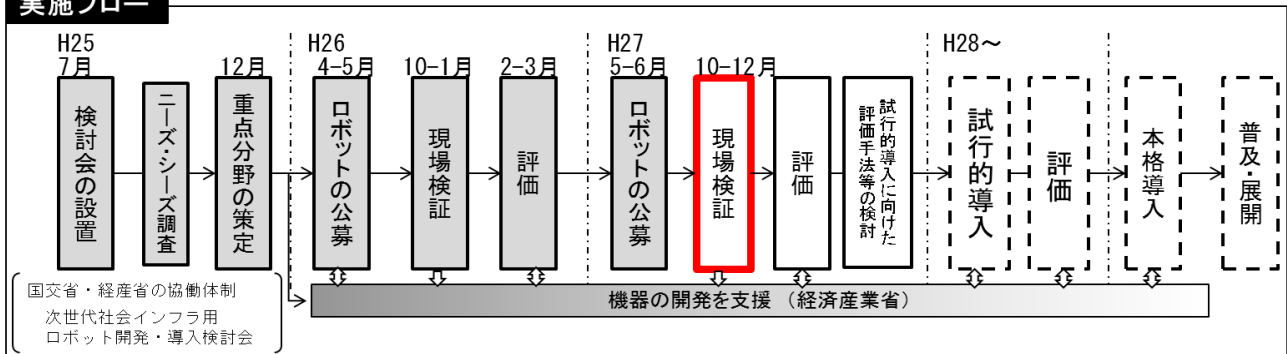 実施フロー
H25
7月
12月
H26
4-5月
10-1月
2-3月
H27
5-6月
10-12月
H28～
検討会の設置
ニーズ・シーズ調査
重点分野の策定
ロボットの公募
現場検証
評価
ロボットの公募
現場検証
評価
試行的導入に向けた
評価手法等の検討
試行的導入
評価
本格導入
普及・展開
国交省・経産省の協働体制
次世代社会インフラ用
ロボット開発・導入検討会
機器の開発を支援 （経済産業省）